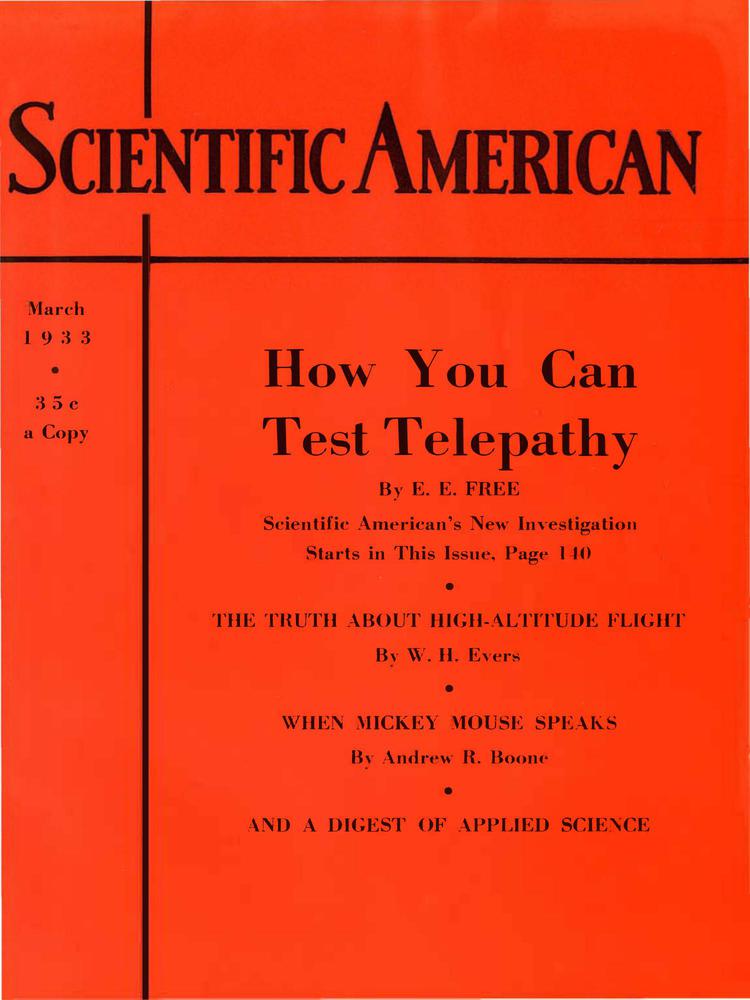 SCIENTIFIC AMERICAN
March
1933
•
35c
a Copy
How You Can
Test Telepathy
By E. E. FREE
Scientific American's New Investigation
Starts in This Issue, Page 140
•
THE TRUTH ABOUT HIGH-ALTITUDE FLIGHT
By W. H. Evers
•
WHEN MICKEY MOUSE SPEAKS
By Andrew R. Boone
•
AND A DIGEST OF APPLIED SCIENCE